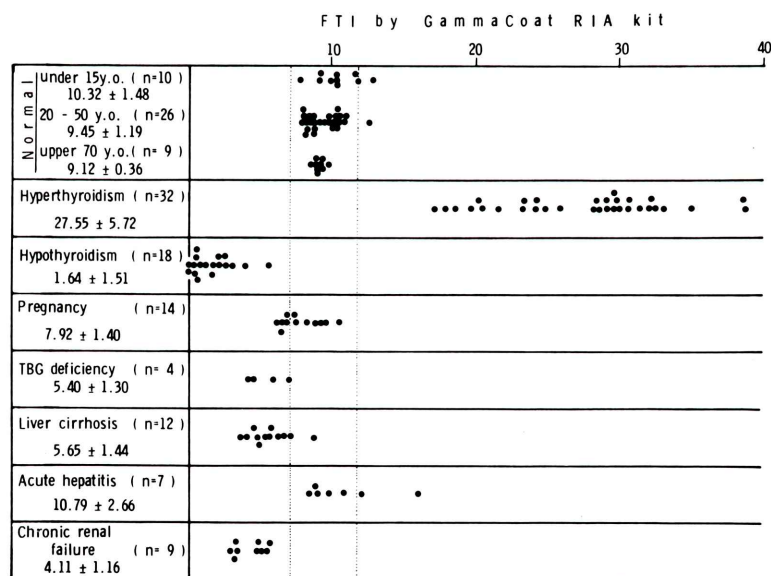 FTI by GammaCoat RIA kit
10 20 30 40
Normal
under 15y.o. ( n=10 )
10.32 ± 1.48
20 - 50 y.o. ( n=26 )
9.45 ± 1.19
upper 70 y.o. ( n= 9 )
9.12 ± 0.36
Hyperthyroidism ( n=32 )
27.55 ± 5.72
Hypothyroidism ( n=18 )
1.64 ± 1.51
Pregnancy ( n=14 )
7.92 ± 1.40
TBG deficiency ( n= 4 )
5.40 ± 1.30
Liver cirrhosis ( n=12 )
5.65 ± 1.44
Acute hepatitis ( n=7 )
10.79 ± 2.66
Chronic renal
failure ( n= 9 )
4.11 ± 1.16